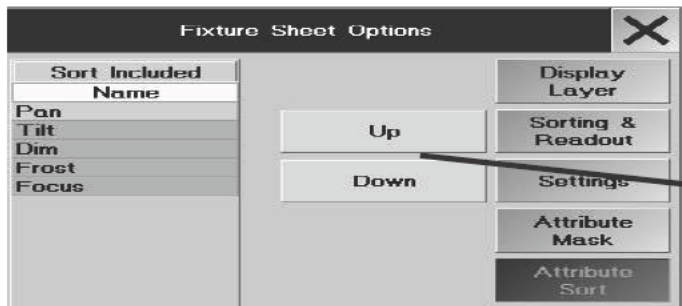 Fixture Sheet Options
Sort Included
Name
Pan
Tilt
Dim
Frost
Focus
Up
Down
Display
Layer
Sorting &
Readout
Settings
Attribute
Mask
Attribute
Sort